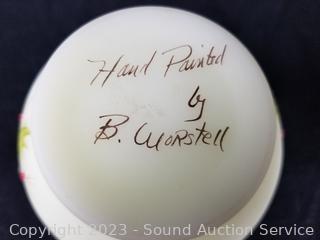 Hand Painted
by
B. Worstell
Copyright 2023 - Sound Auction Service